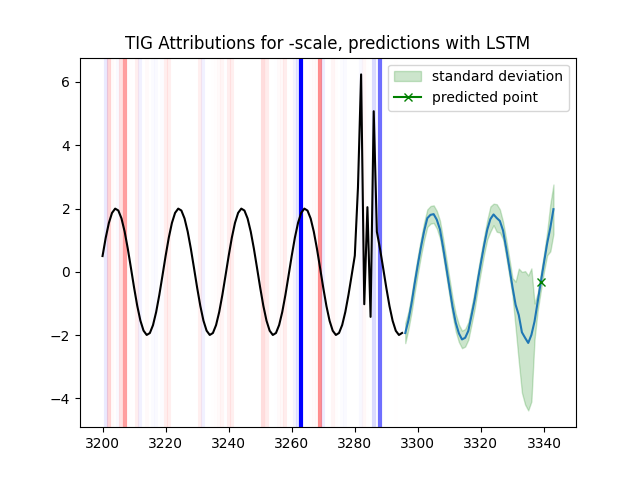 TIG Attributions for -scale, predictions with LSTM
standard deviation
predicted point
6
4
2
0
−2
−4
3200 3220 3240 3260 3280 3300 3320 3340